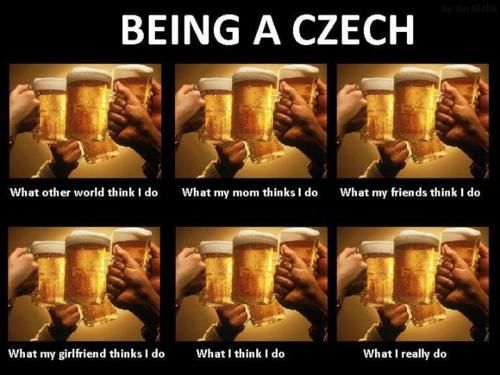 BEING A CZECH
What other world think I do
What my mom thinks I do
What my friends think I do
What my girlfriend thinks I do
What I think I do
What I really do